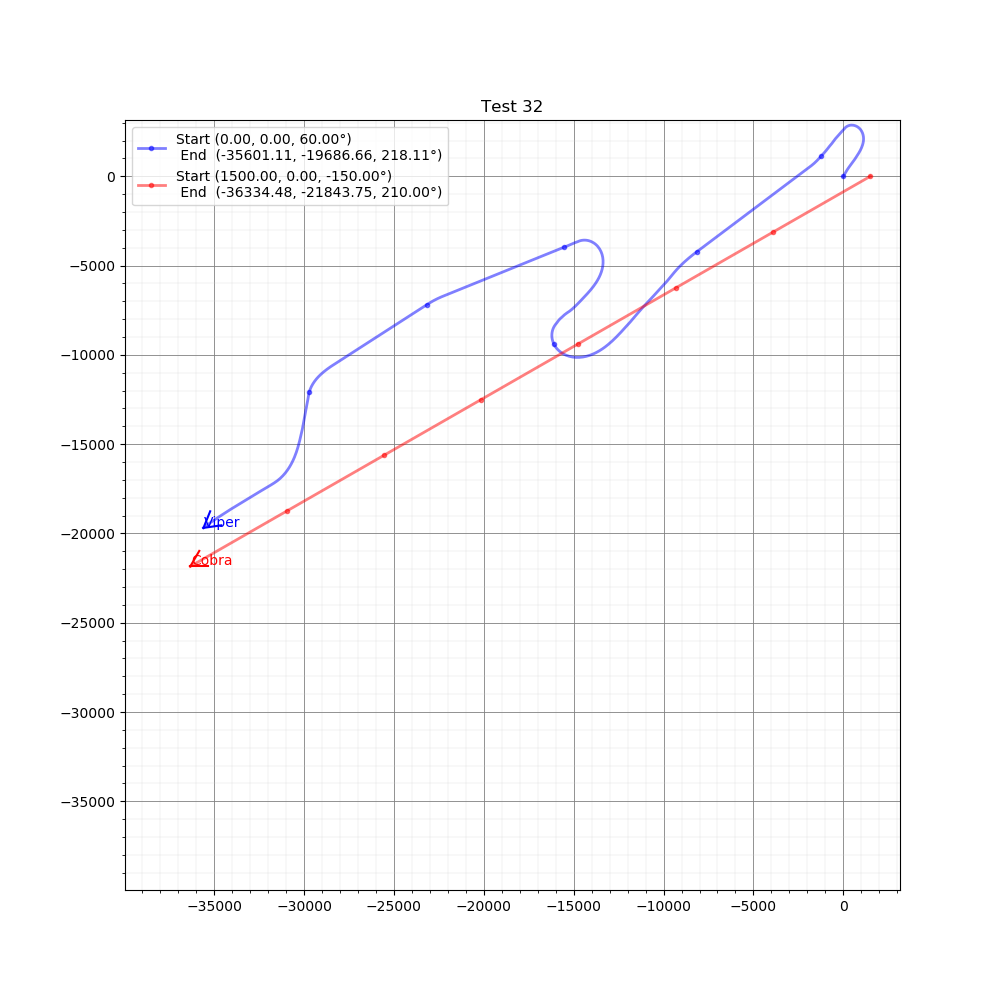 Test 32
Start (0.00, 0.00, 60.00°)
End (-35601.11, -19686.66, 218.11°)
Start (1500.00, 0.00, -150.00°)
End (-36334.48, -21843.75, 210.00°)
0
−5000
−10000
−15000
−20000
−25000
−30000
−35000
Viper
Cobra
−35000 −30000 −25000 −20000 −15000 −10000 −5000 0